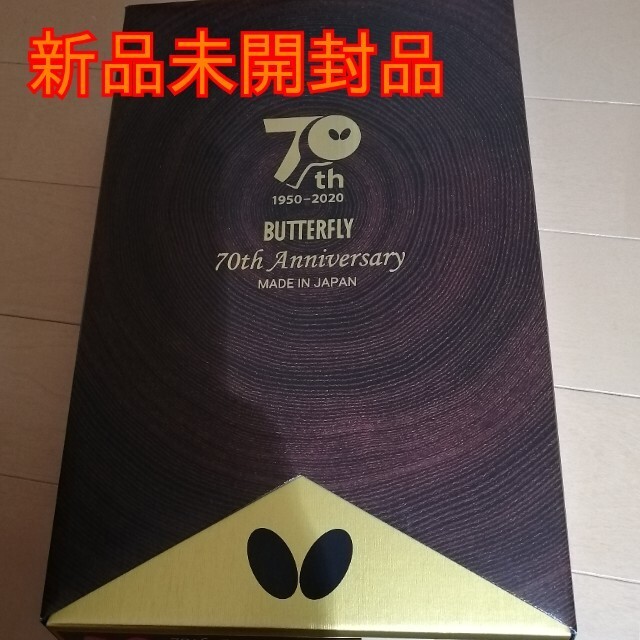 新品未開封品
70th
1950-2020
BUTTERFLY
70th Anniversary
MADE IN JAPAN